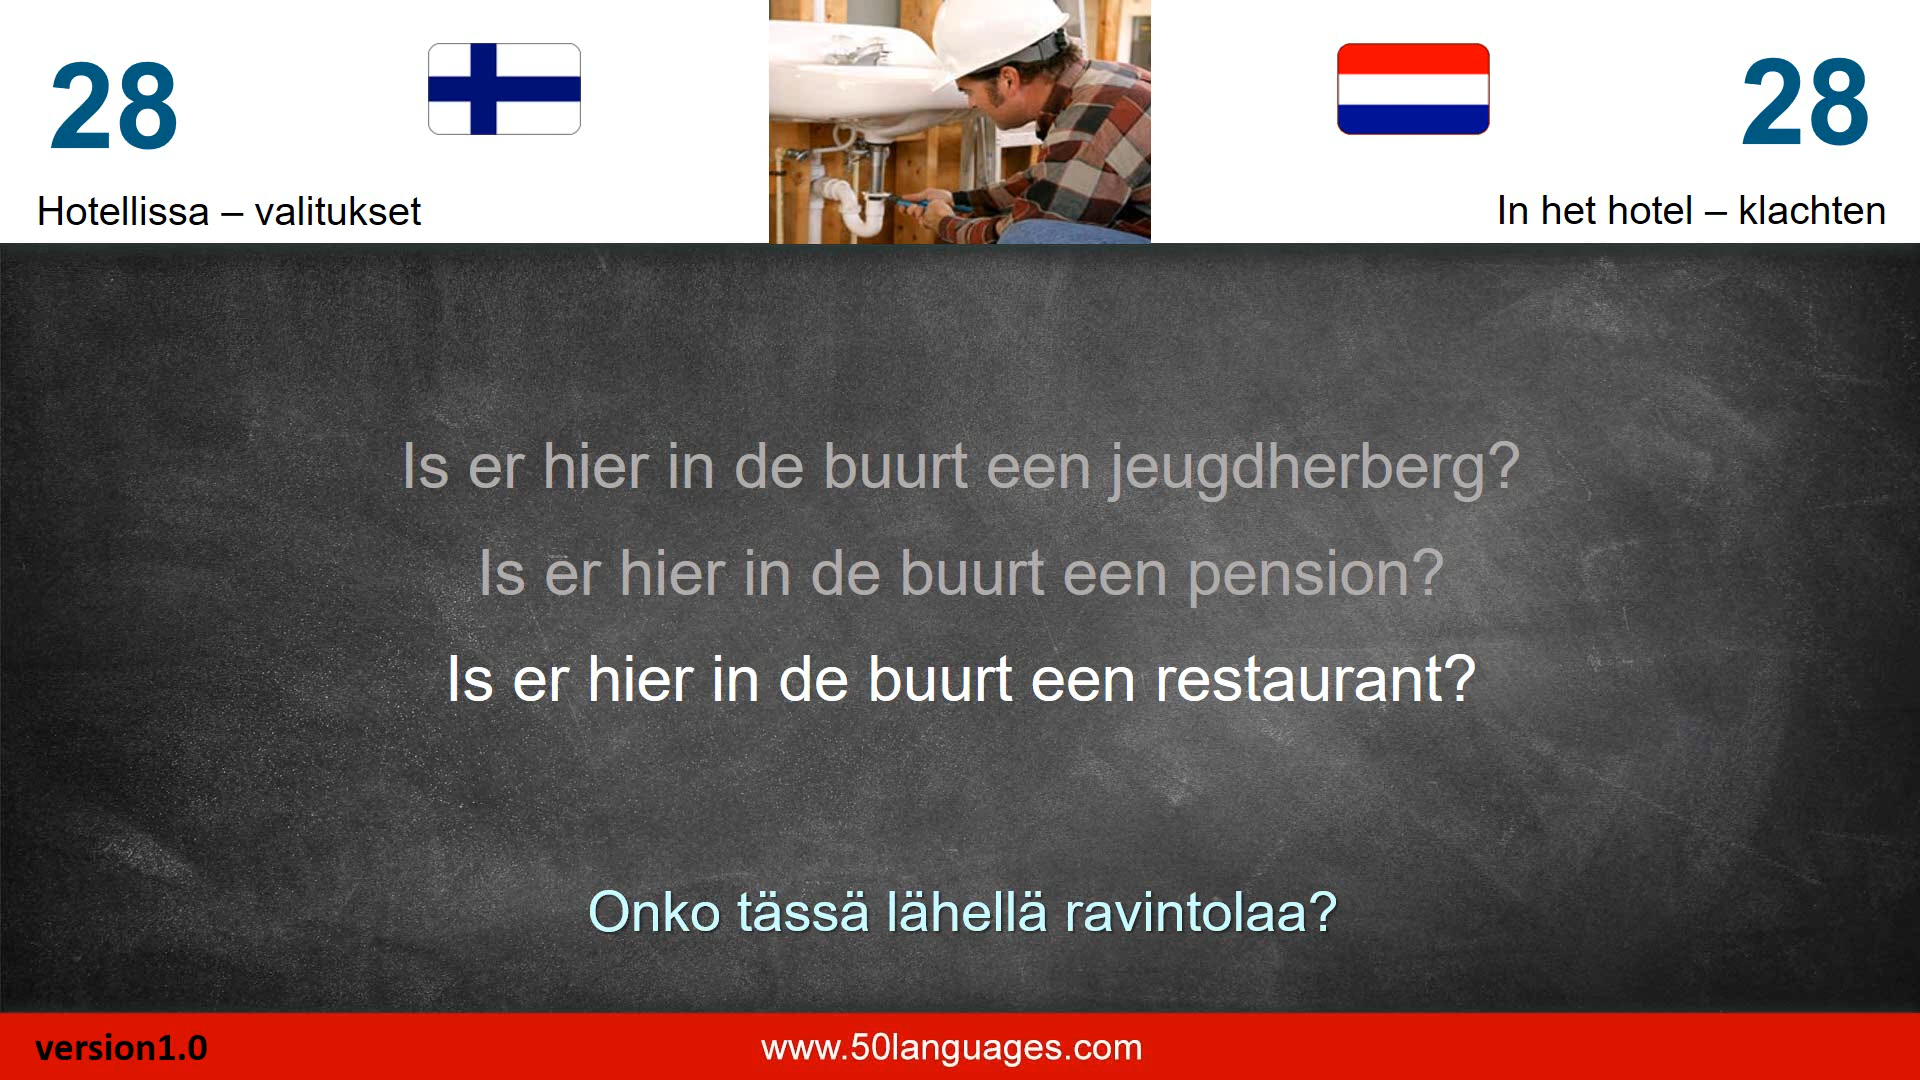 28
28
Hotellissa – valitukset
In het hotel – klachten
Is er hier in de buurt een jeugdherberg?
Is er hier in de buurt een pension?
Is er hier in de buurt een restaurant?
Onko tässä lähellä ravintolaa?
version1.0
www.50languages.com